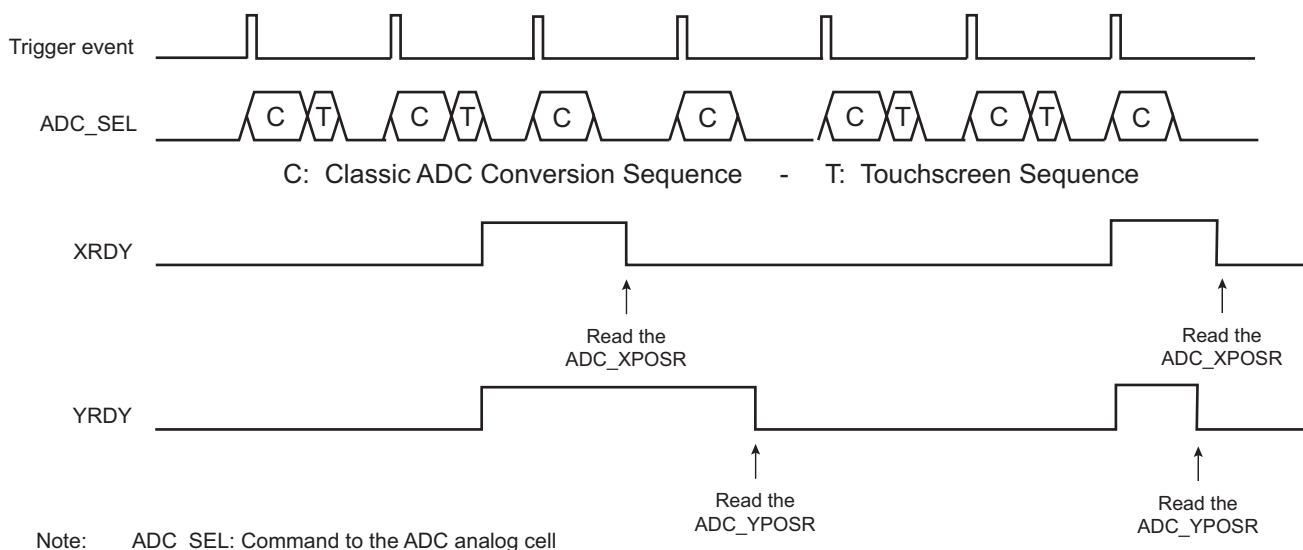 Trigger event
ADC_SEL
C T C T C C C T C T C
C: Classic ADC Conversion Sequence - T: Touchscreen Sequence
XRDY
Read the
ADC_XPOSR
Read the
ADC_XPOSR
YRDY
Read the
ADC_YPOSR
Read the
ADC_YPOSR
Note: ADC_SEL: Command to the ADC analog cell